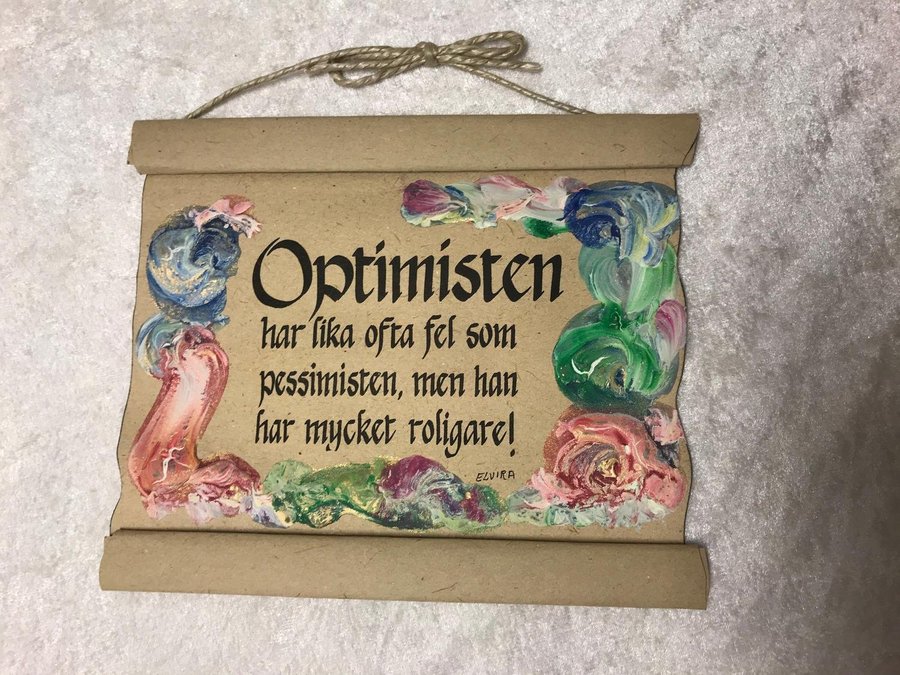 Optimisten
har lika ofta fel som
pessimisten, men han
har mycket roligare!
ELVIRA